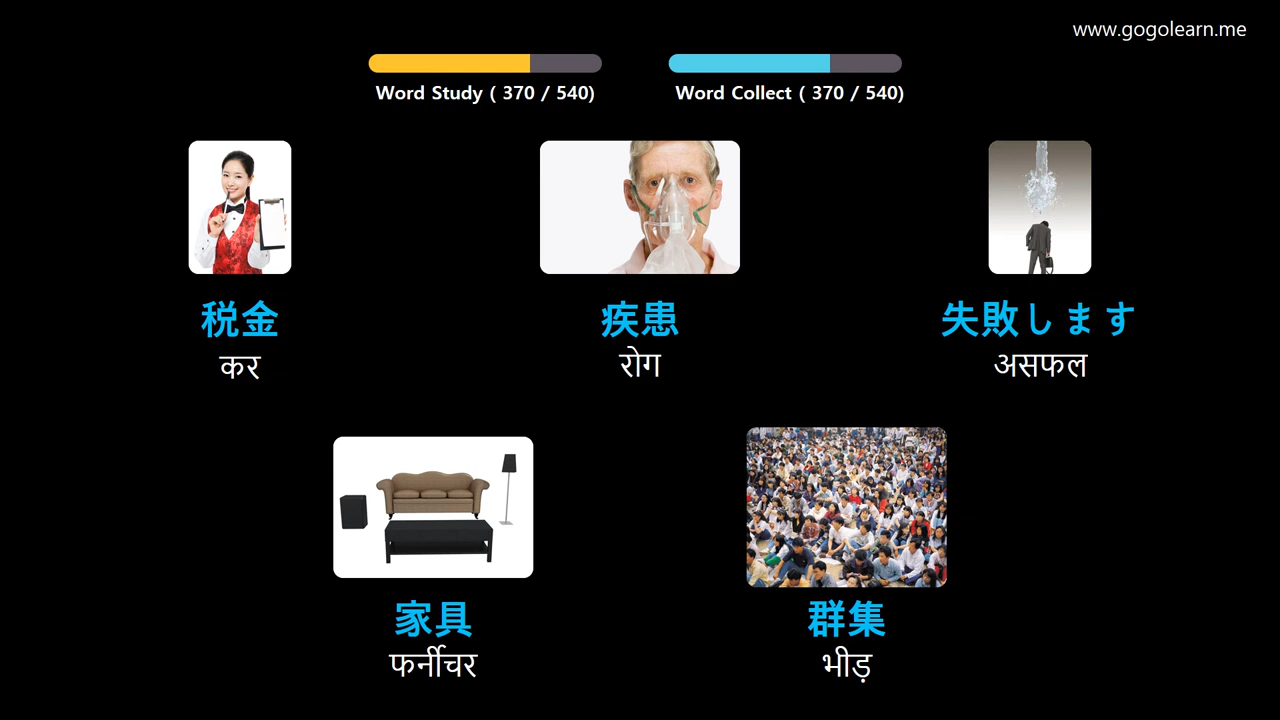 www.gogolearn.me
Word Study ( 370 / 540)
Word Collect ( 370 / 540)
税金
कर
疾患
रोग
失敗します
असफल
家具
फर्नीचर
群集
भीड़